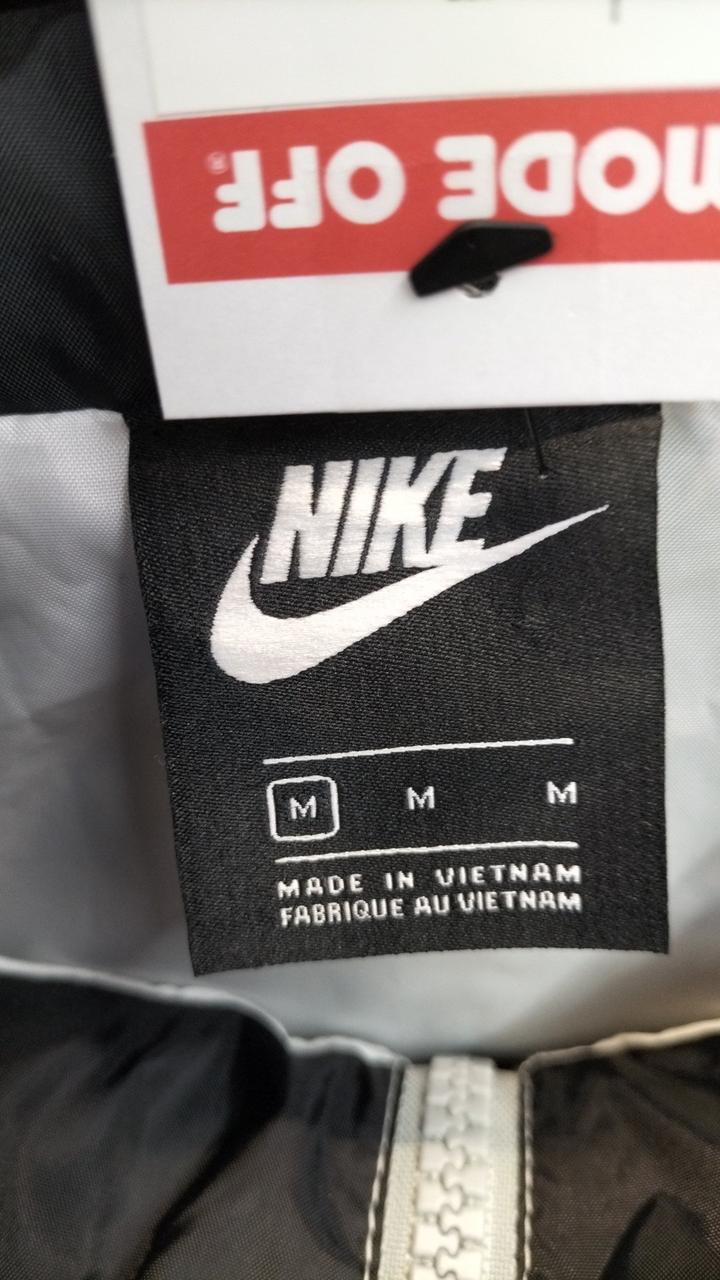 MODE OFF®
NIKE
M M M
MADE IN VIETNAM
FABRIQUE AU VIETNAM